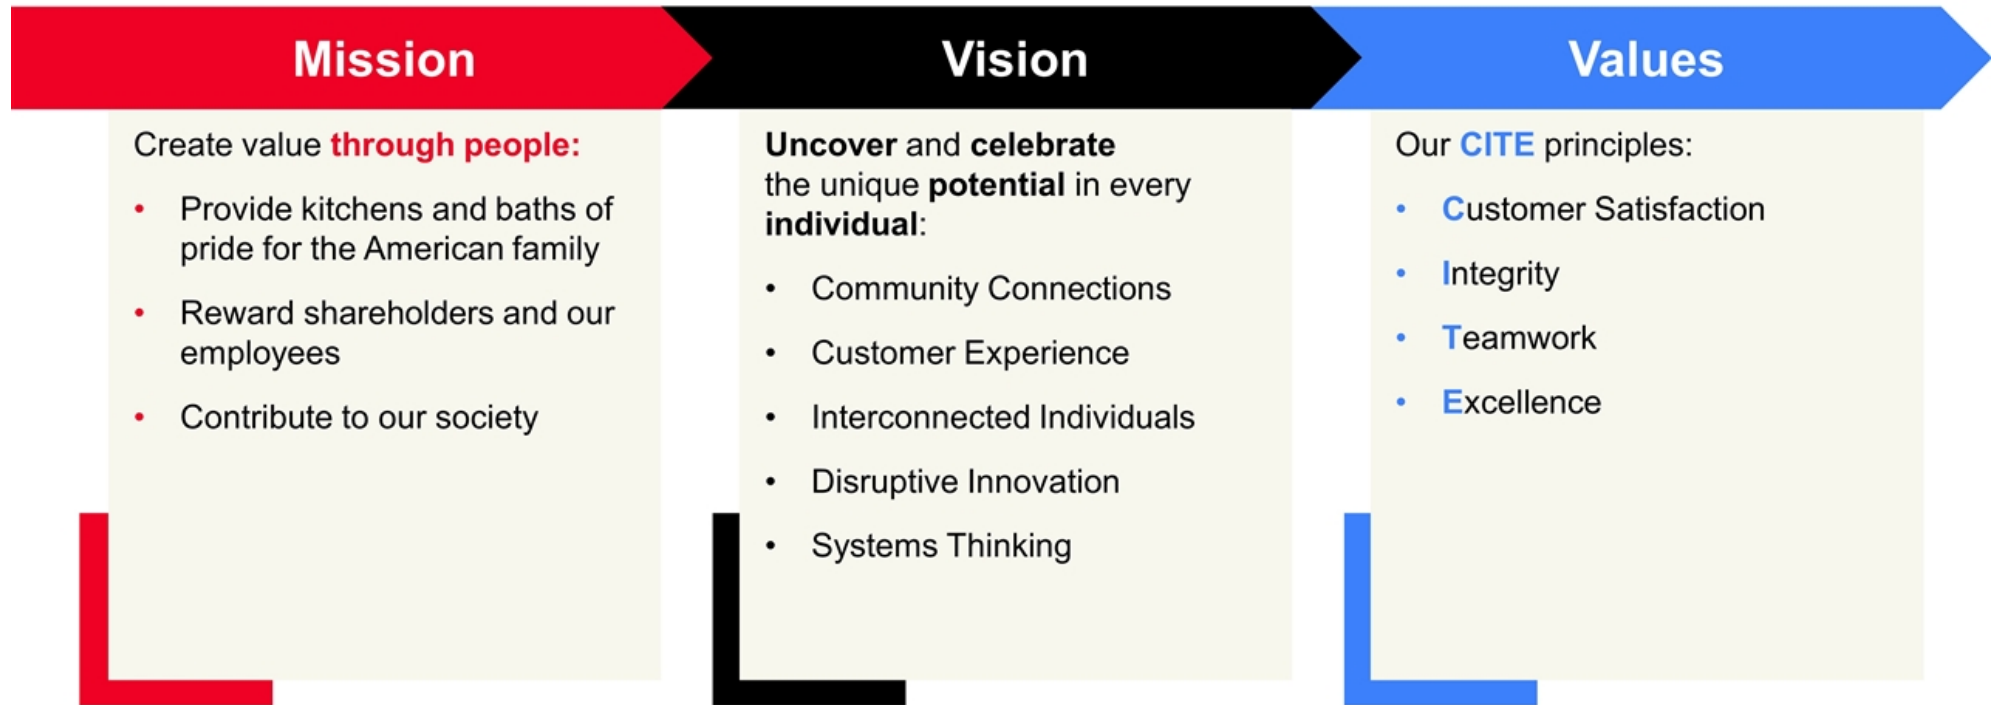 Mission
Create value through people:
• Provide kitchens and baths of
pride for the American family
• Reward shareholders and our
employees
• Contribute to our society
Vision
Uncover and celebrate
the unique potential in every
individual:
• Community Connections
• Customer Experience
• Interconnected Individuals
• Disruptive Innovation
• Systems Thinking
Values
Our CITE principles:
• Customer Satisfaction
• Integrity
• Teamwork
• Excellence